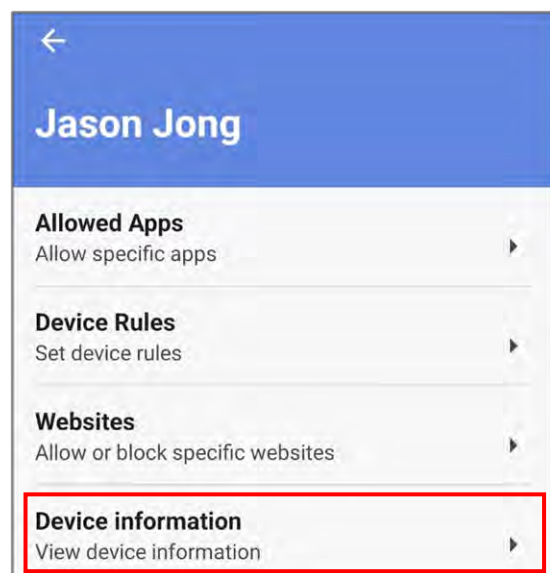 Jason Jong
Allowed Apps
Allow specific apps
Device Rules
Set device rules
Websites
Allow or block specific websites
Device information
View device information